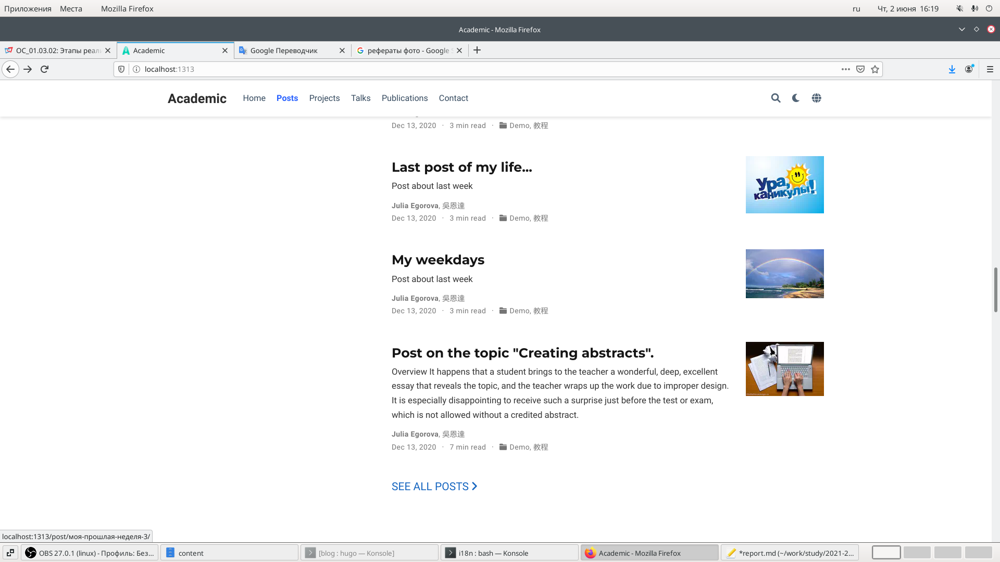 Приложения Места Mozilla Firefox ru Чт, 2 июня 16:19
Academic - Mozilla Firefox
ОС_01.03.02: Этапы реал Academic Google Переводчик рефераты фото - Google S
localhost:1313
Academic Home Posts Projects Talks Publications Contact
Dec 13, 2020 · 3 min read · Demo, 教程
Last post of my life...
Ура, каникулы!
Post about last week
Julia Egorova, 吳恩達
Dec 13, 2020 · 3 min read · Demo, 教程
My weekdays
Post about last week
Julia Egorova, 吳恩達
Dec 13, 2020 · 3 min read · Demo, 教程
Post on the topic "Creating abstracts".
Overview It happens that a student brings to the teacher a wonderful, deep, excellent
essay that reveals the topic, and the teacher wraps up the work due to improper design.
It is especially disappointing to receive such a surprise just before the test or exam,
which is not allowed without a credited abstract.
Julia Egorova, 吳恩達
Dec 13, 2020 · 7 min read · Demo, 教程
SEE ALL POSTS
localhost:1313/post/моя-прошлая-неделя-3/
OBS 27.0.1 (linux) - Профиль: Без... content [blog : hugo — Konsole] i18n : bash — Konsole Academic - Mozilla Firefox *report.md (~/work/study/2021-2...